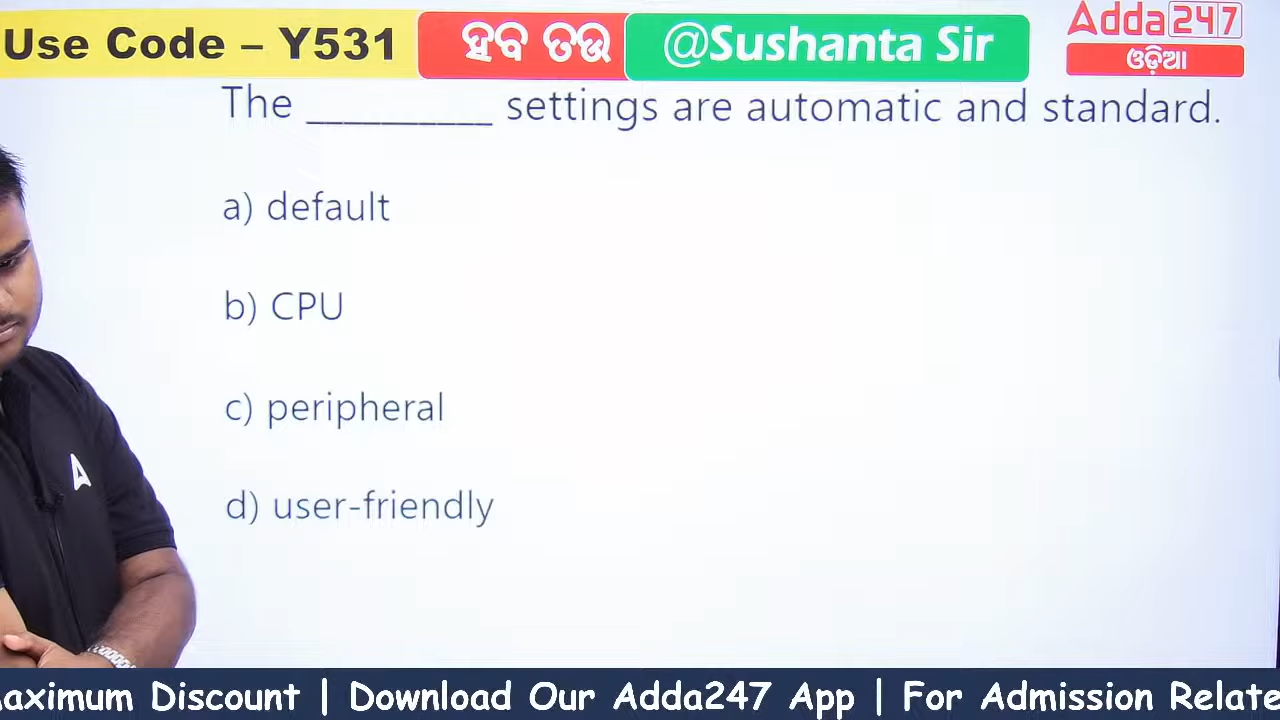 Use Code – Y531
ହବ ତଉ
@Sushanta Sir
Adda247
ଓଡ଼ିଆ
The __________ settings are automatic and standard.
a) default
b) CPU
c) peripheral
d) user-friendly
Maximum Discount | Download Our Adda247 App | For Admission Relate